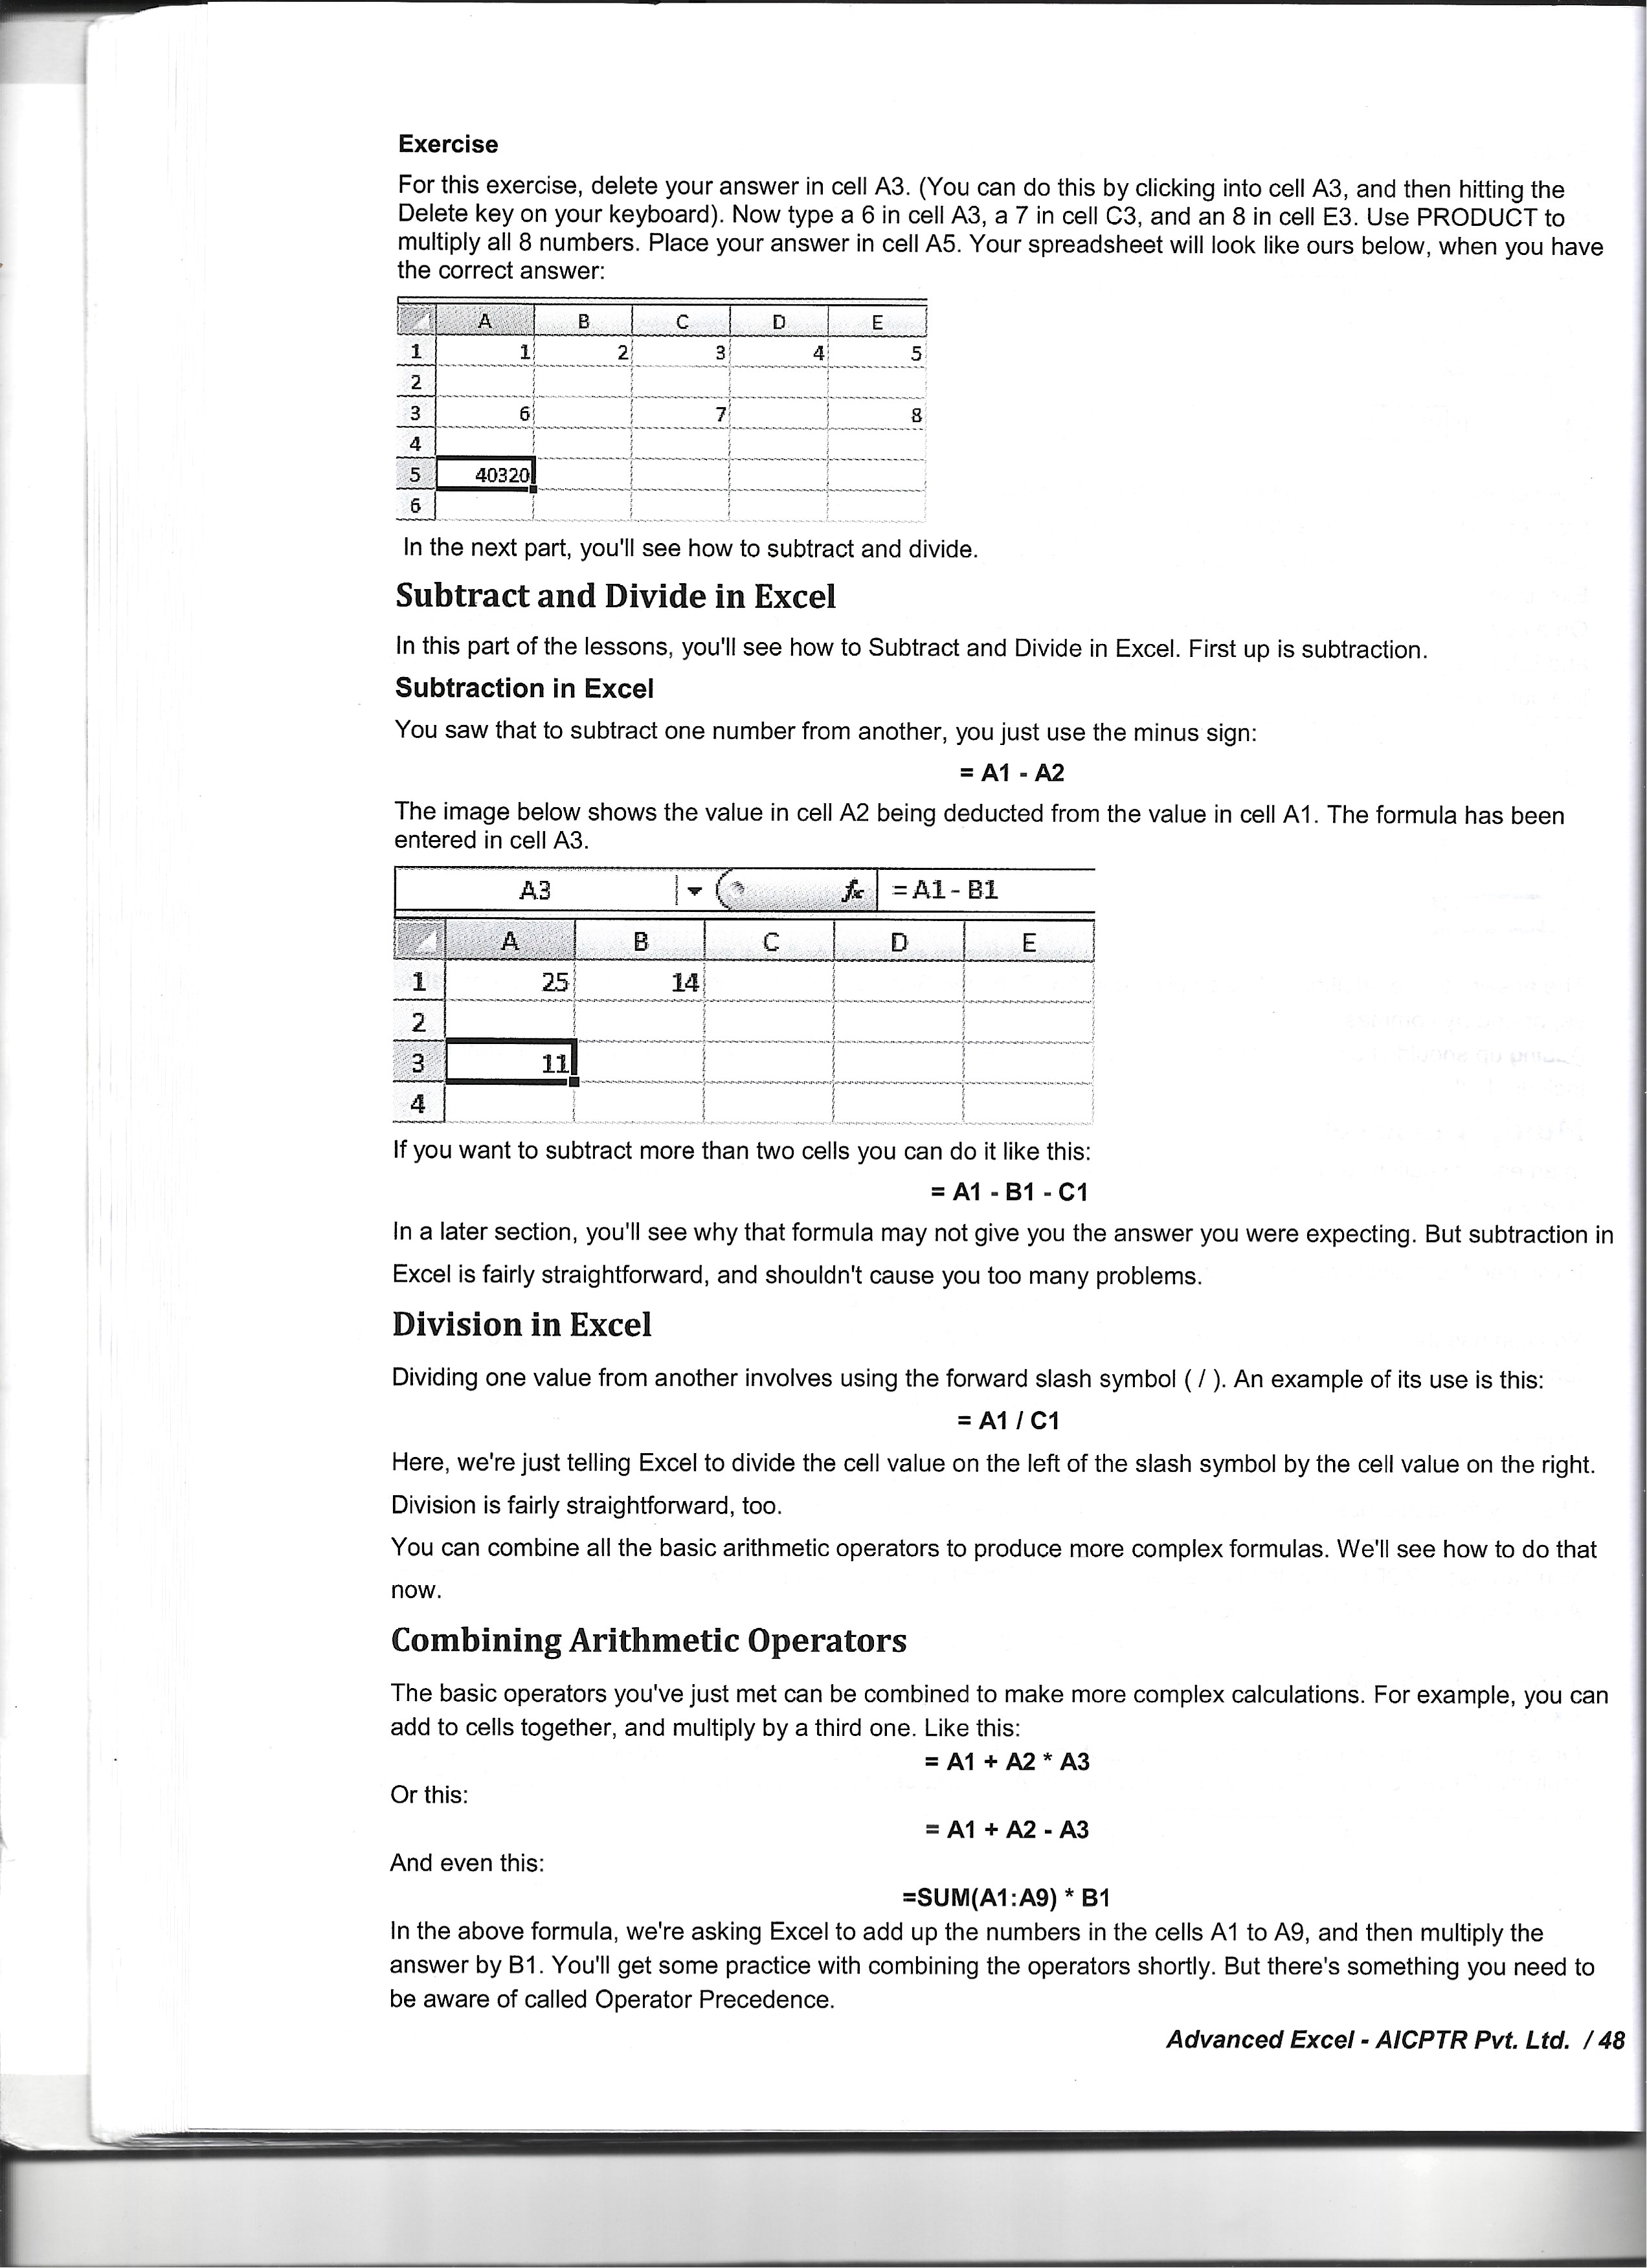 Exercise
For this exercise, delete your answer in cell A3. (You can do this by clicking into cell A3, and then hitting the
Delete key on your keyboard). Now type a 6 in cell A3, a 7 in cell C3, and an 8 in cell E3. Use PRODUCT to
multiply all 8 numbers. Place your answer in cell A5. Your spreadsheet will look like ours below, when you have
the correct answer:
A B C D E
1 1 2 3 4 5
2
3 6 7 8
4
5 40320
6
In the next part, you'll see how to subtract and divide.
Subtract and Divide in Excel
In this part of the lessons, you'll see how to Subtract and Divide in Excel. First up is subtraction.
Subtraction in Excel
You saw that to subtract one number from another, you just use the minus sign:
= A1 - A2
The image below shows the value in cell A2 being deducted from the value in cell A1. The formula has been
entered in cell A3.
A3 fx =A1-B1
A B C D E
1 25 14
2
3 11
4
If you want to subtract more than two cells you can do it like this:
= A1 - B1 - C1
In a later section, you'll see why that formula may not give you the answer you were expecting. But subtraction in
Excel is fairly straightforward, and shouldn't cause you too many problems.
Division in Excel
Dividing one value from another involves using the forward slash symbol ( / ). An example of its use is this:
= A1 / C1
Here, we're just telling Excel to divide the cell value on the left of the slash symbol by the cell value on the right.
Division is fairly straightforward, too.
You can combine all the basic arithmetic operators to produce more complex formulas. We'll see how to do that
now.
Combining Arithmetic Operators
The basic operators you've just met can be combined to make more complex calculations. For example, you can
add to cells together, and multiply by a third one. Like this:
= A1 + A2 * A3
Or this:
= A1 + A2 - A3
And even this:
=SUM(A1:A9) * B1
In the above formula, we're asking Excel to add up the numbers in the cells A1 to A9, and then multiply the
answer by B1. You'll get some practice with combining the operators shortly. But there's something you need to
be aware of called Operator Precedence.
Advanced Excel - AICPTR Pvt. Ltd. / 48